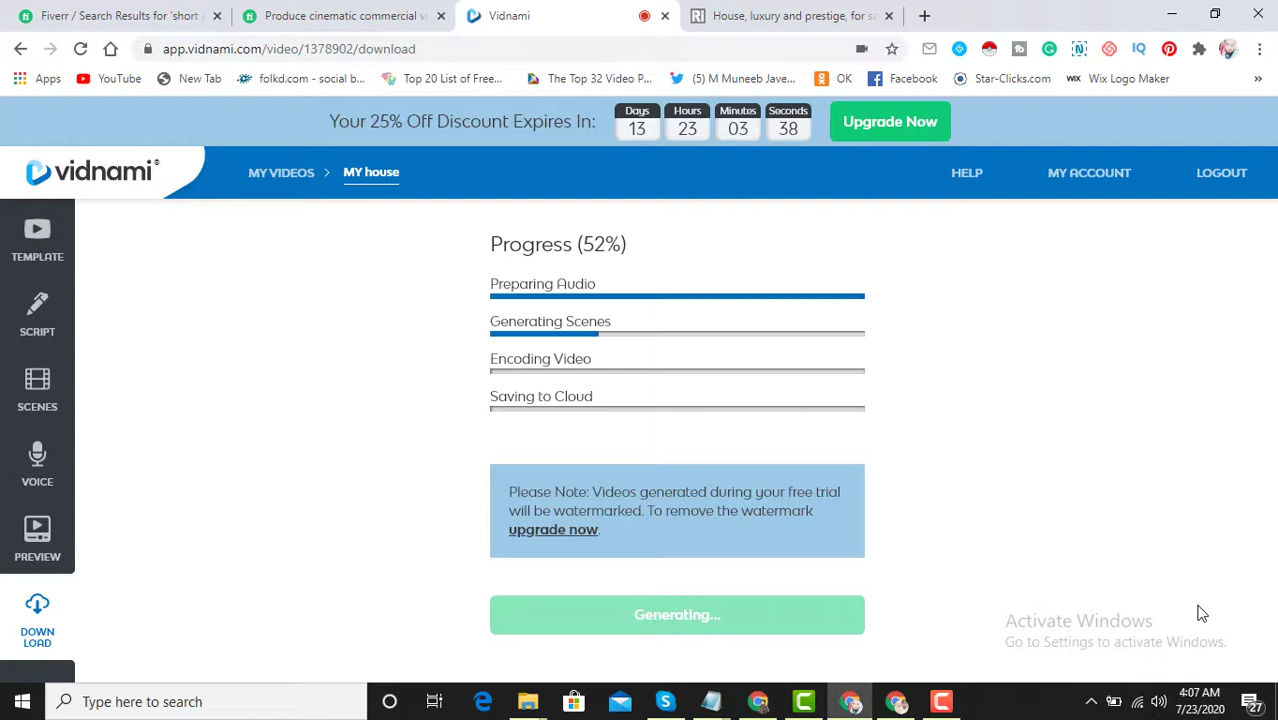 Fiverr / Search Results for 'short a
Produce cinematic commercial v
Vidnami
House, luxury and prestige, for sa
app.vidnami.com/video/1378902/download
Apps
YouTube
New Tab
folkd.com - social b...
Top 20 List of Free...
The Top 32 Video P...
(5) M Muneeb Jave...
OK
Facebook
Star-Clicks.com
WIX Wix Logo Maker
»
Your 25% Off Discount Expires In:
Days Hours Minutes Seconds
13 23 03 38
Upgrade Now
vidnami®
MY VIDEOS > MY house
HELP
MY ACCOUNT
LOGOUT
TEMPLATE
SCRIPT
SCENES
VOICE
PREVIEW
DOWN
LOAD
Progress (52%)
Preparing Audio
Generating Scenes
Encoding Video
Saving to Cloud
Please Note: Videos generated during your free trial
will be watermarked. To remove the watermark
upgrade now.
Generating...
Activate Windows
Go to Settings to activate Windows.
Type here to search
4:07 AM
7/23/2020
27